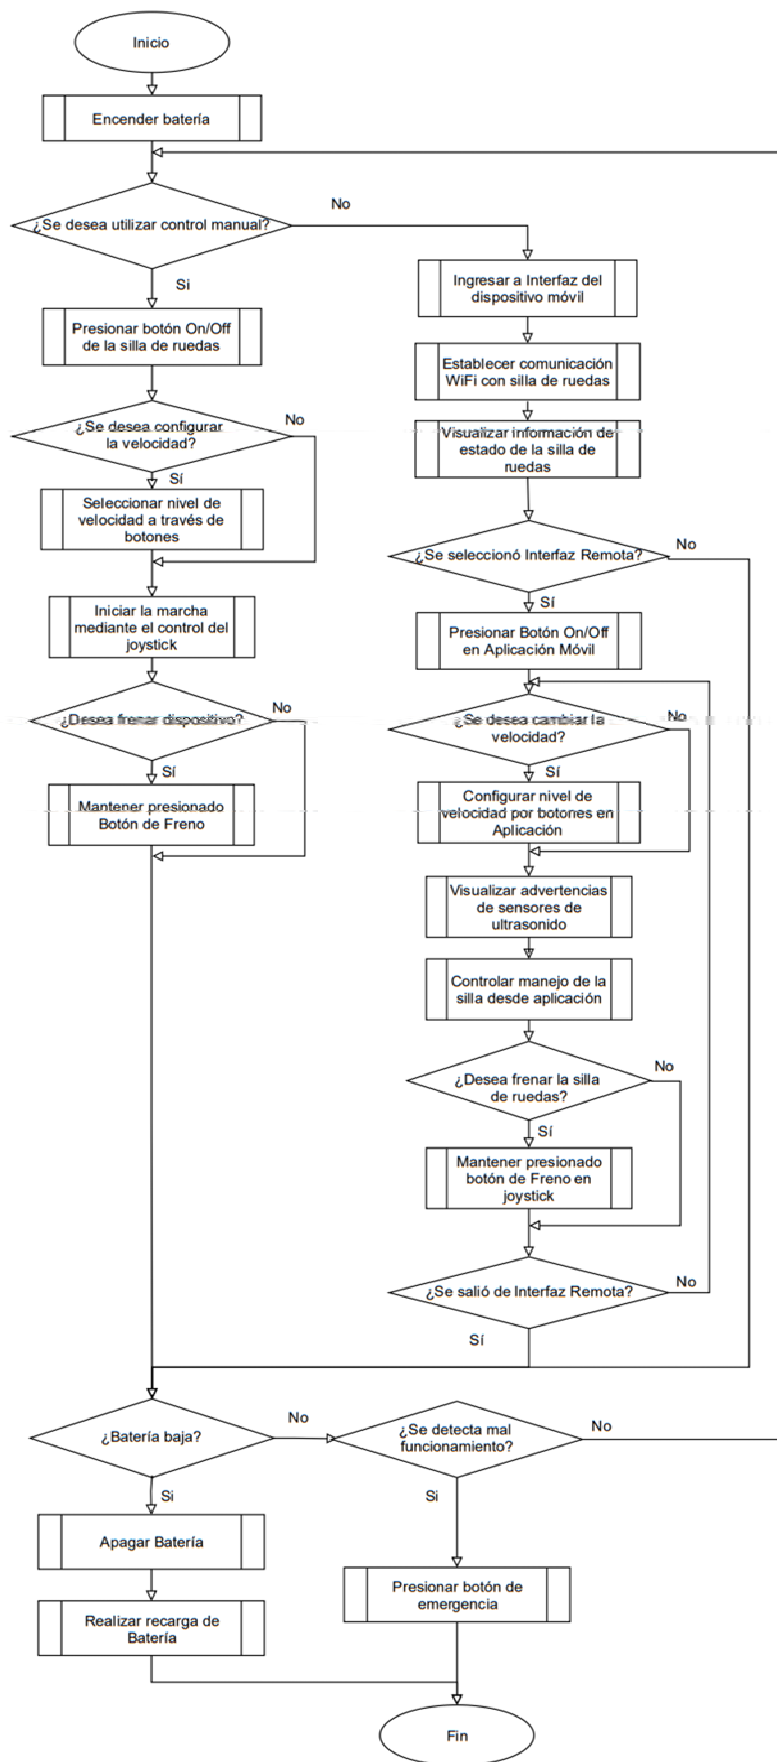 Inicio
Encender batería
¿Se desea utilizar control manual?
No
Si
Presionar botón On/Off
de la silla de ruedas
¿Se desea configurar
la velocidad?
No
Sí
Seleccionar nivel de
velocidad a través de
botones
Iniciar la marcha
mediante el control del
joystick
¿Desea frenar dispositivo?
No
Sí
Mantener presionado
Botón de Freno
Ingresar a Interfaz del
dispositivo móvil
Establecer comunicación
WiFi con silla de ruedas
Visualizar información de
estado de la silla de
ruedas
¿Se seleccionó Interfaz Remota?
No
Sí
Presionar Botón On/Off
en Aplicación Móvil
¿Se desea cambiar la
velocidad?
No
Sí
Configurar nivel de
velocidad por botones en
Aplicación
Visualizar advertencias
de sensores de
ultrasonido
Controlar manejo de la
silla desde aplicación
¿Desea frenar la silla
de ruedas?
No
Sí
Mantener presionado
botón de Freno en
joystick
¿Se salió de Interfaz Remota?
No
Sí
¿Batería baja?
No
Si
¿Se detecta mal
funcionamiento?
No
Si
Apagar Batería
Realizar recarga de
Batería
Presionar botón de
emergencia
Fin